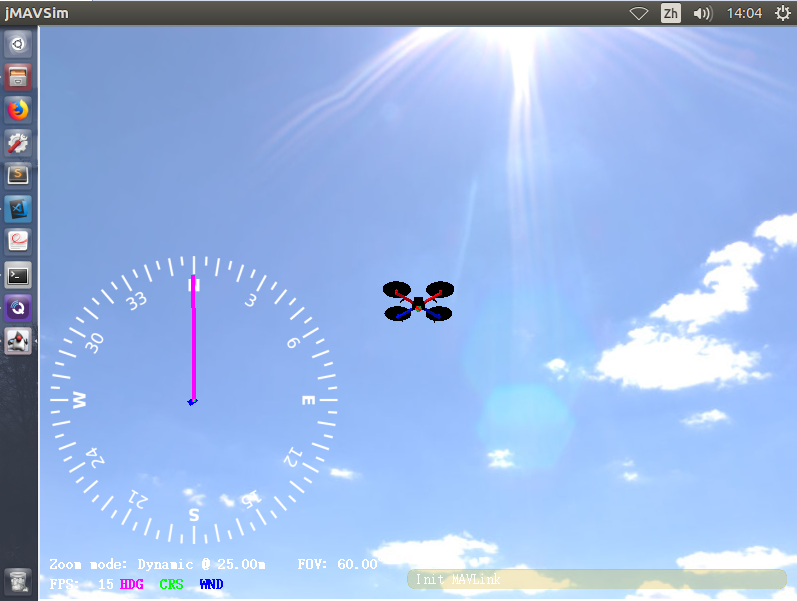 jMAVSim
Zh
14:04
N
33
3
30
6
W
E
24
12
21
15
S
Zoom mode: Dynamic @ 25.00m FOV: 60.00
FPS: 15 HDG CRS WND
Init MAVLink